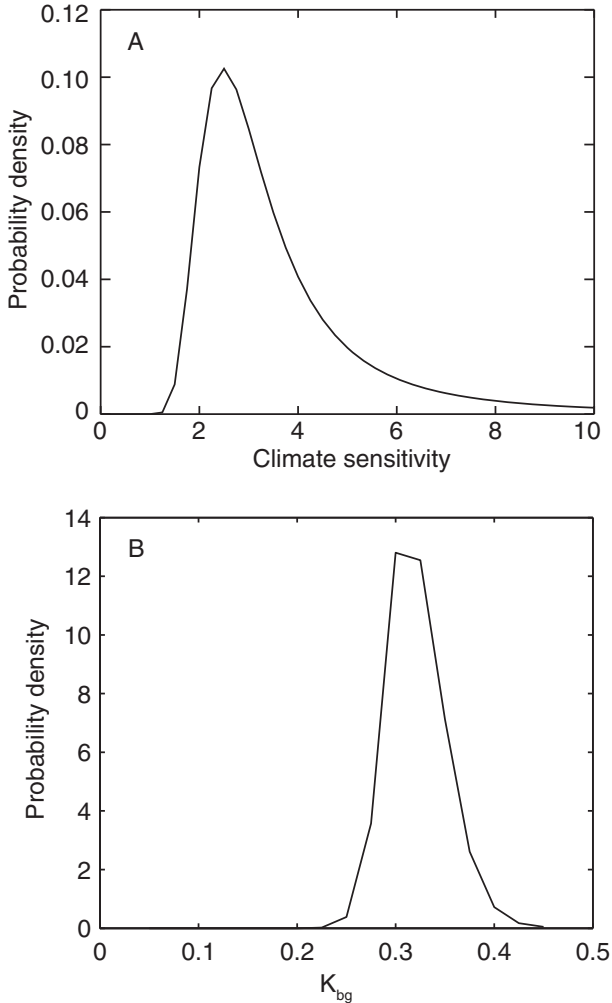 0.12
A
0.10
0.08
0.06
0.04
0.02
0
Probability density
0 2 4 6 8 10
Climate sensitivity
14
B
12
10
8
6
4
2
0
Probability density
0 0.1 0.2 0.3 0.4 0.5
K_bg